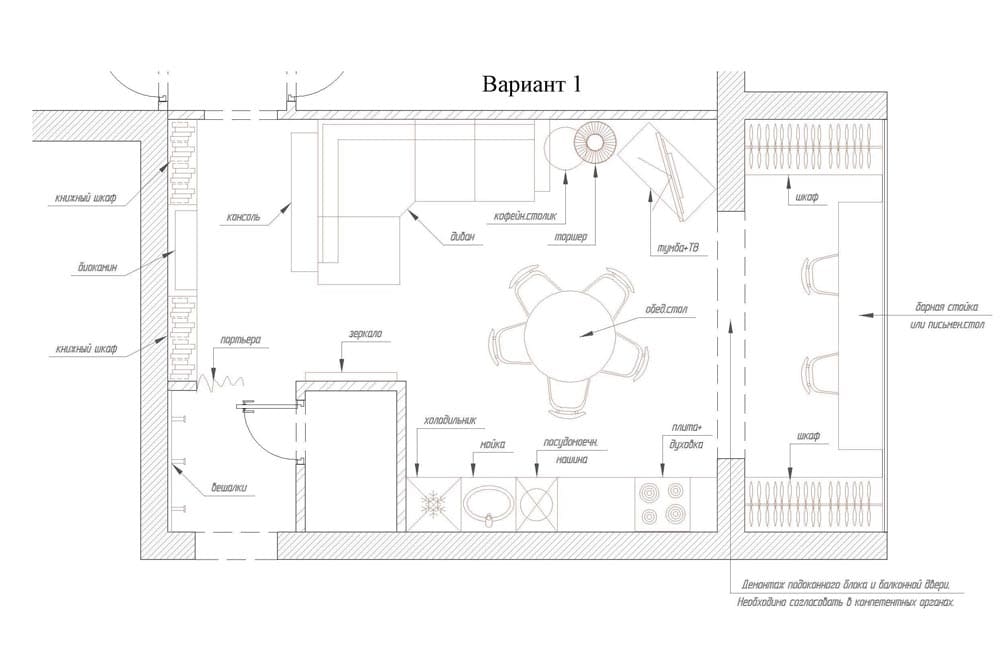 Вариант 1
книжный шкаф
консоль
диван
кофейн.столик
торшер
тумба+ТВ
шкаф
биокамин
обед.стол
барная стойка
или письмен.стол
книжный шкаф
портьера
зеркало
холодильник
мойка
посудомоечн.
машина
плита+
духовка
шкаф
вешалки
Демонтаж подоконного блока и балконной двери.
Необходимо согласовать в компетентных органах.